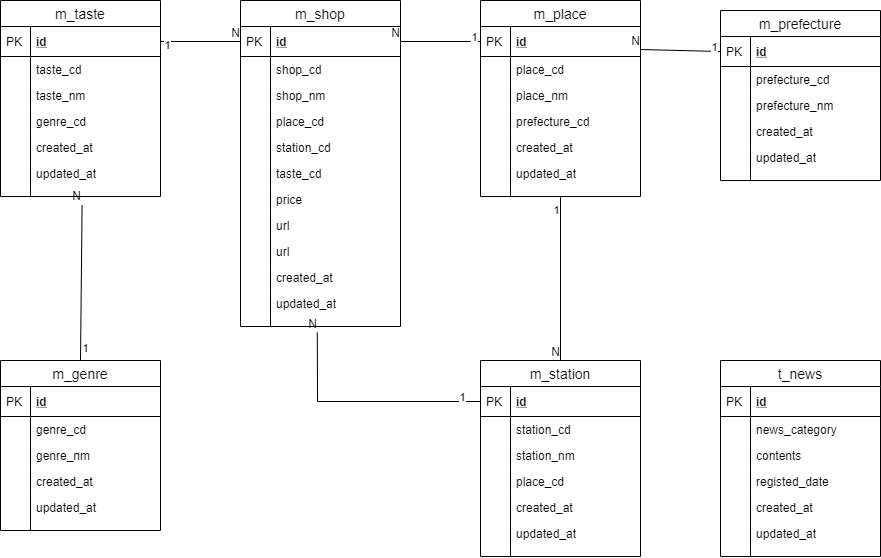 m_taste
PK id
taste_cd
taste_nm
genre_cd
created_at
updated_at
1
N
N
1
m_shop
PK id
shop_cd
shop_nm
place_cd
station_cd
taste_cd
price
url
url
created_at
updated_at
N
1
N
1
m_place
PK id
place_cd
place_nm
prefecture_cd
created_at
updated_at
N
1
1
N
m_prefecture
PK id
prefecture_cd
prefecture_nm
created_at
updated_at
m_genre
PK id
genre_cd
genre_nm
created_at
updated_at
m_station
PK id
station_cd
station_nm
place_cd
created_at
updated_at
t_news
PK id
news_category
contents
registed_date
created_at
updated_at